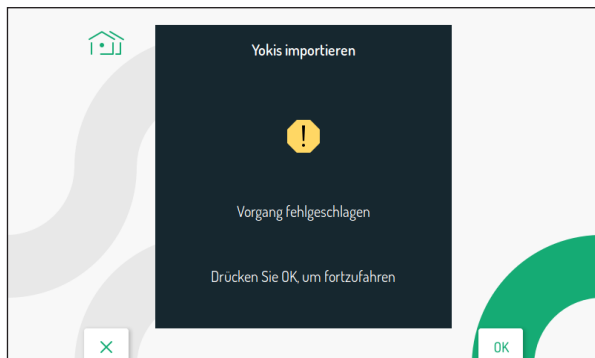 Yokis importieren
Vorgang fehlgeschlagen
Drücken Sie OK, um fortzufahren
OK